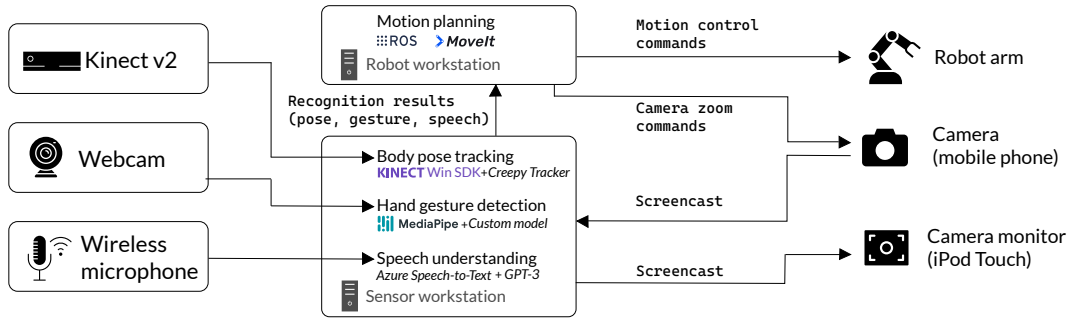 Kinect v2
Webcam
Wireless
microphone
Motion planning
ROS MoveIt
Robot workstation
Recognition results
(pose, gesture, speech)
Body pose tracking
KINECT Win SDK+Creepy Tracker
Hand gesture detection
MediaPipe +Custom model
Speech understanding
Azure Speech-to-Text + GPT-3
Sensor workstation
Motion control
commands
Camera zoom
commands
Screencast
Screencast
Robot arm
Camera
(mobile phone)
Camera monitor
(iPod Touch)